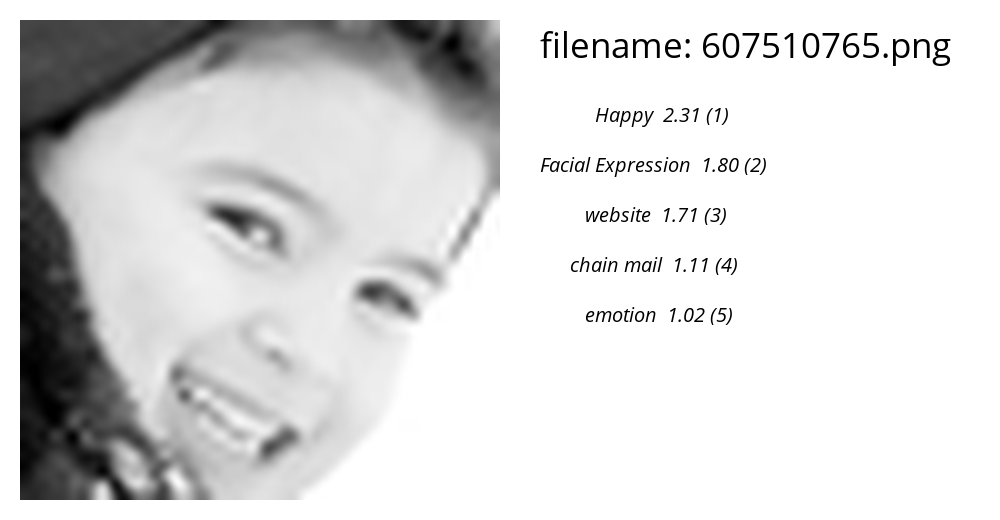 filename: 607510765.png
Happy 2.31 (1)
Facial Expression 1.80 (2)
website 1.71 (3)
chain mail 1.11 (4)
emotion 1.02 (5)